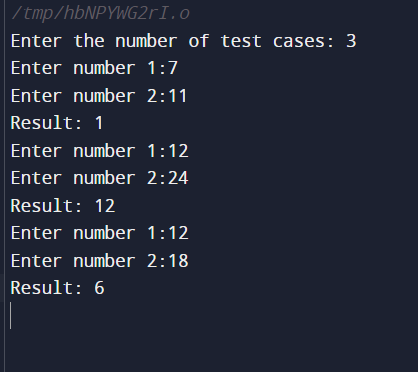 /tmp/hbNPYWG2rI.o
Enter the number of test cases: 3
Enter number 1:7
Enter number 2:11
Result: 1
Enter number 1:12
Enter number 2:24
Result: 12
Enter number 1:12
Enter number 2:18
Result: 6